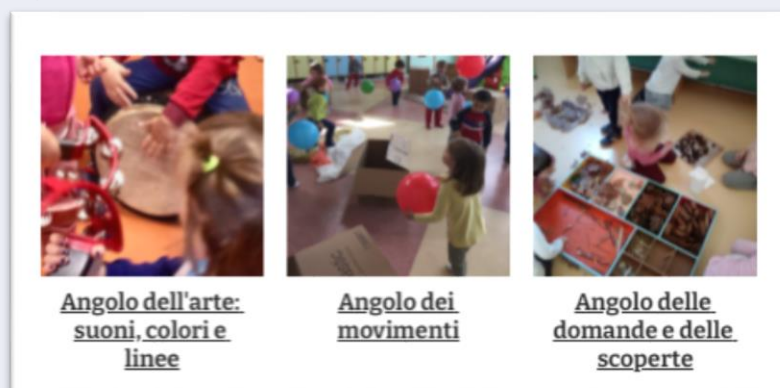 Angolo dell'arte:
suoni, colori e
linee
Angolo dei
movimenti
Angolo delle
domande e delle
scoperte